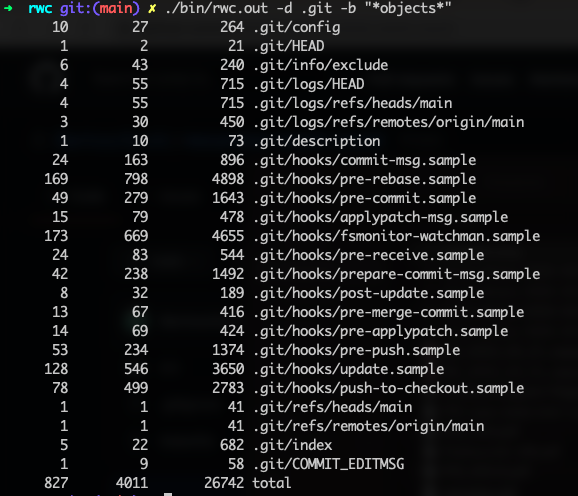 ➜ rwc git:(main) ✗ ./bin/rwc.out -d .git -b "*objects*"
10 27 264 .git/config
1 2 21 .git/HEAD
6 43 240 .git/info/exclude
4 55 715 .git/logs/HEAD
4 55 715 .git/logs/refs/heads/main
3 30 450 .git/logs/refs/remotes/origin/main
1 10 73 .git/description
24 163 896 .git/hooks/commit-msg.sample
169 798 4898 .git/hooks/pre-rebase.sample
49 279 1643 .git/hooks/pre-commit.sample
15 79 478 .git/hooks/applypatch-msg.sample
173 669 4655 .git/hooks/fsmonitor-watchman.sample
24 83 544 .git/hooks/pre-receive.sample
42 238 1492 .git/hooks/prepare-commit-msg.sample
8 32 189 .git/hooks/post-update.sample
13 67 416 .git/hooks/pre-merge-commit.sample
14 69 424 .git/hooks/pre-applypatch.sample
53 234 1374 .git/hooks/pre-push.sample
128 546 3650 .git/hooks/update.sample
78 499 2783 .git/hooks/push-to-checkout.sample
1 1 41 .git/refs/heads/main
1 1 41 .git/refs/remotes/origin/main
5 22 682 .git/index
1 9 58 .git/COMMIT_EDITMSG
827 4011 26742 total